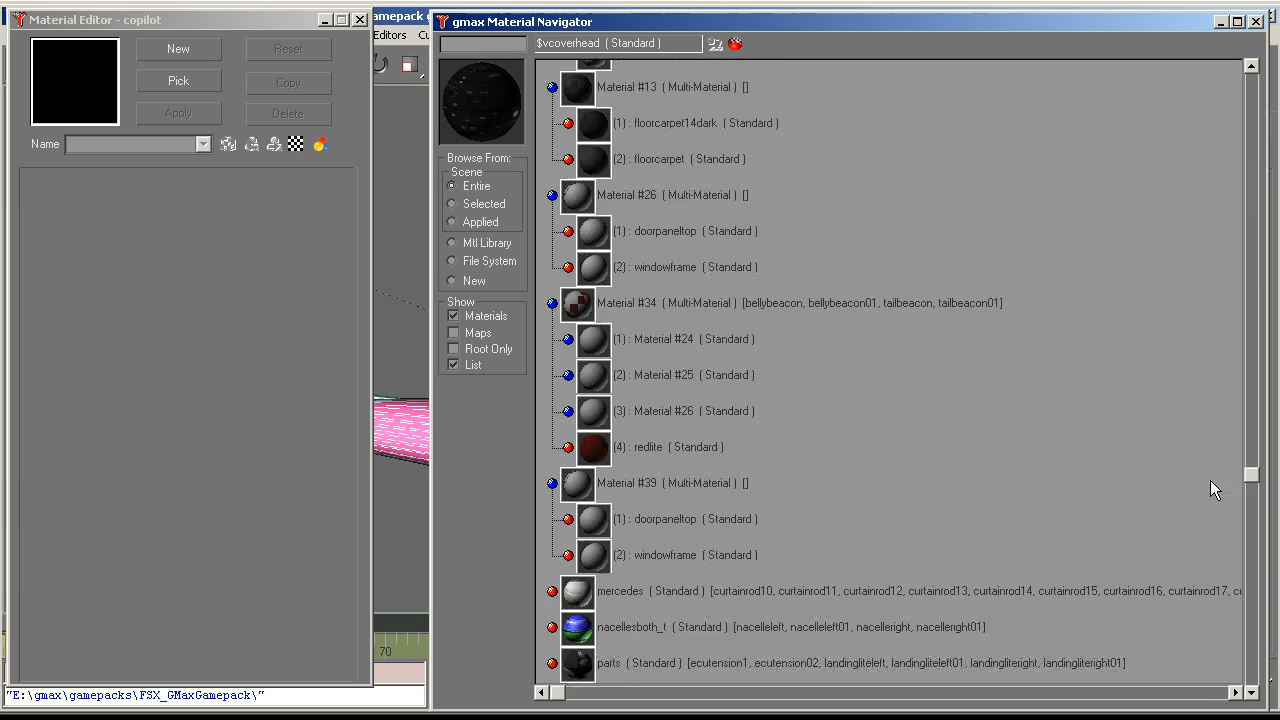 Material Editor - copilot
New
Reset
Pick
Copy
Apply
Delete
Name
Editors
gmax Material Navigator
$vcoverhead ( Standard )
Browse From:
Scene
Entire
Selected
Applied
Mtl Library
File System
New
Show
Materials
Maps
Root Only
List
Material #13 ( Multi-Material ) []
(1) : floorcarpet14dark ( Standard )
(2) : floorcarpet ( Standard )
Material #26 ( Multi-Material ) []
(1) : doorpaneltop ( Standard )
(2) : windowframe ( Standard )
Material #34 ( Multi-Material ) [bellybeacon, bellybeacon01, tailbeacon, tailbeacon01]
(1) : Material #24 ( Standard )
(2) : Material #25 ( Standard )
(3) : Material #26 ( Standard )
(4) : redlite ( Standard )
Material #39 ( Multi-Material ) []
(1) : doorpaneltop ( Standard )
(2) : windowframe ( Standard )
mercedes ( Standard ) [curtainrod10, curtainrod11, curtainrod12, curtainrod13, curtainrod14, curtainrod15, curtainrod16, curtainrod17,
nacellesboth_t ( Standard ) [nacelleleft, nacelleleft01, nacelleright, nacelleright01]
parts ( Standard ) landingliteleft, landingliteleft01, landingliteright, landingliteright01]
70
"E:\gmax\gamepacks\FSX_GMaxGamepack\"